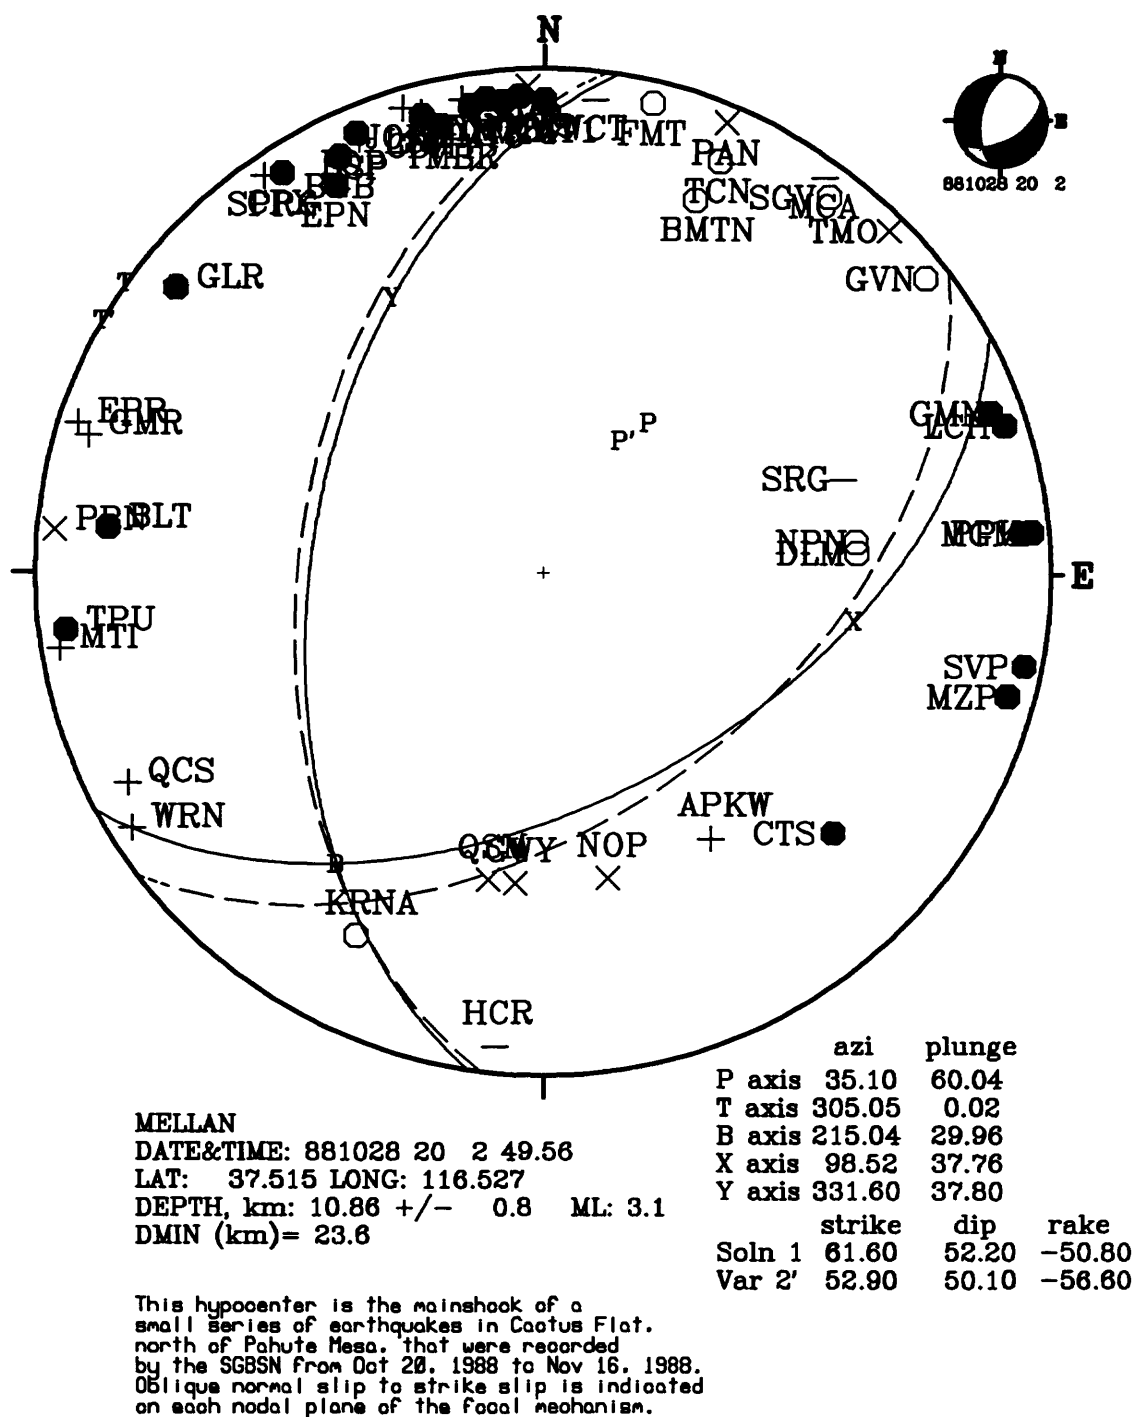 N
N
E
881028 20 2
FMT
PAN
TCN
SGV
MCA
BMTN
TMO
GVN
EPN
GLR
T
T'
Y
P
P'
GMN
LCH
SRG
NPN
DLM
GMR
BLT
E
TPU
MTI
X
SVP
MZP
QCS
WRN
APKW
CTS
B
GWY
NOP
KRNA
HCR
azi plunge
P axis 35.10 60.04
T axis 305.05 0.02
B axis 215.04 29.96
X axis 98.52 37.76
Y axis 331.60 37.80
strike dip rake
Soln 1 61.60 52.20 -50.80
Var 2' 52.90 50.10 -56.60
MELLAN
DATE&TIME: 881028 20 2 49.56
LAT: 37.515 LONG: 116.527
DEPTH, km: 10.86 +/- 0.8 ML: 3.1
DMIN (km)= 23.6
This hypocenter is the mainshock of a
small series of earthquakes in Cactus Flat,
north of Pahute Mesa, that were recorded
by the SGBSN from Oct 20, 1988 to Nov 16, 1988.
Oblique normal slip to strike slip is indicated
on each nodal plane of the focal mechanism.